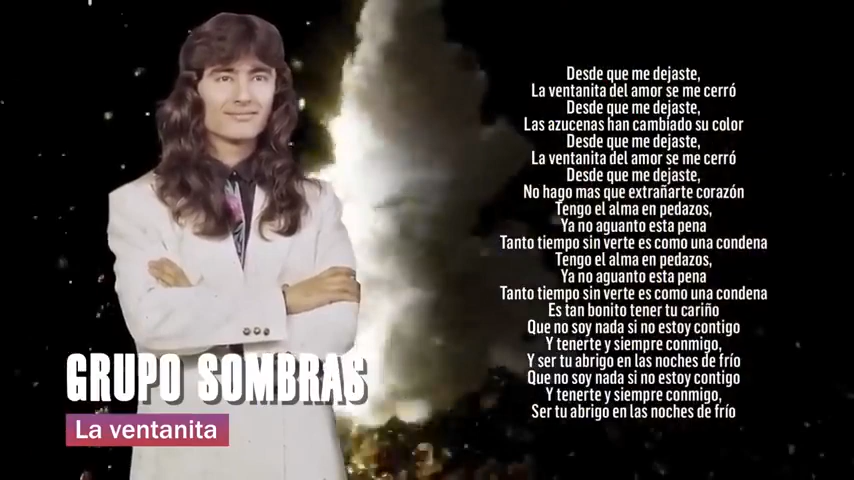 Desde que me dejaste,
La ventanita del amor se me cerró
Desde que me dejaste,
Las azucenas han cambiado su color
Desde que me dejaste,
La ventanita del amor se me cerró
Desde que me dejaste,
No hago mas que extrañarte corazón
Tengo el alma en pedazos,
Ya no aguanto esta pena
Tanto tiempo sin verte es como una condena
Tengo el alma en pedazos,
Ya no aguanto esta pena
Tanto tiempo sin verte es como una condena
Es tan bonito tener tu cariño
Que no soy nada si no estoy contigo
Y tenerte y siempre conmigo,
Y ser tu abrigo en las noches de frío
Que no soy nada si no estoy contigo
Y tenerte y siempre conmigo,
Ser tu abrigo en las noches de frío
GRUPO SOMBRAS
La ventanita